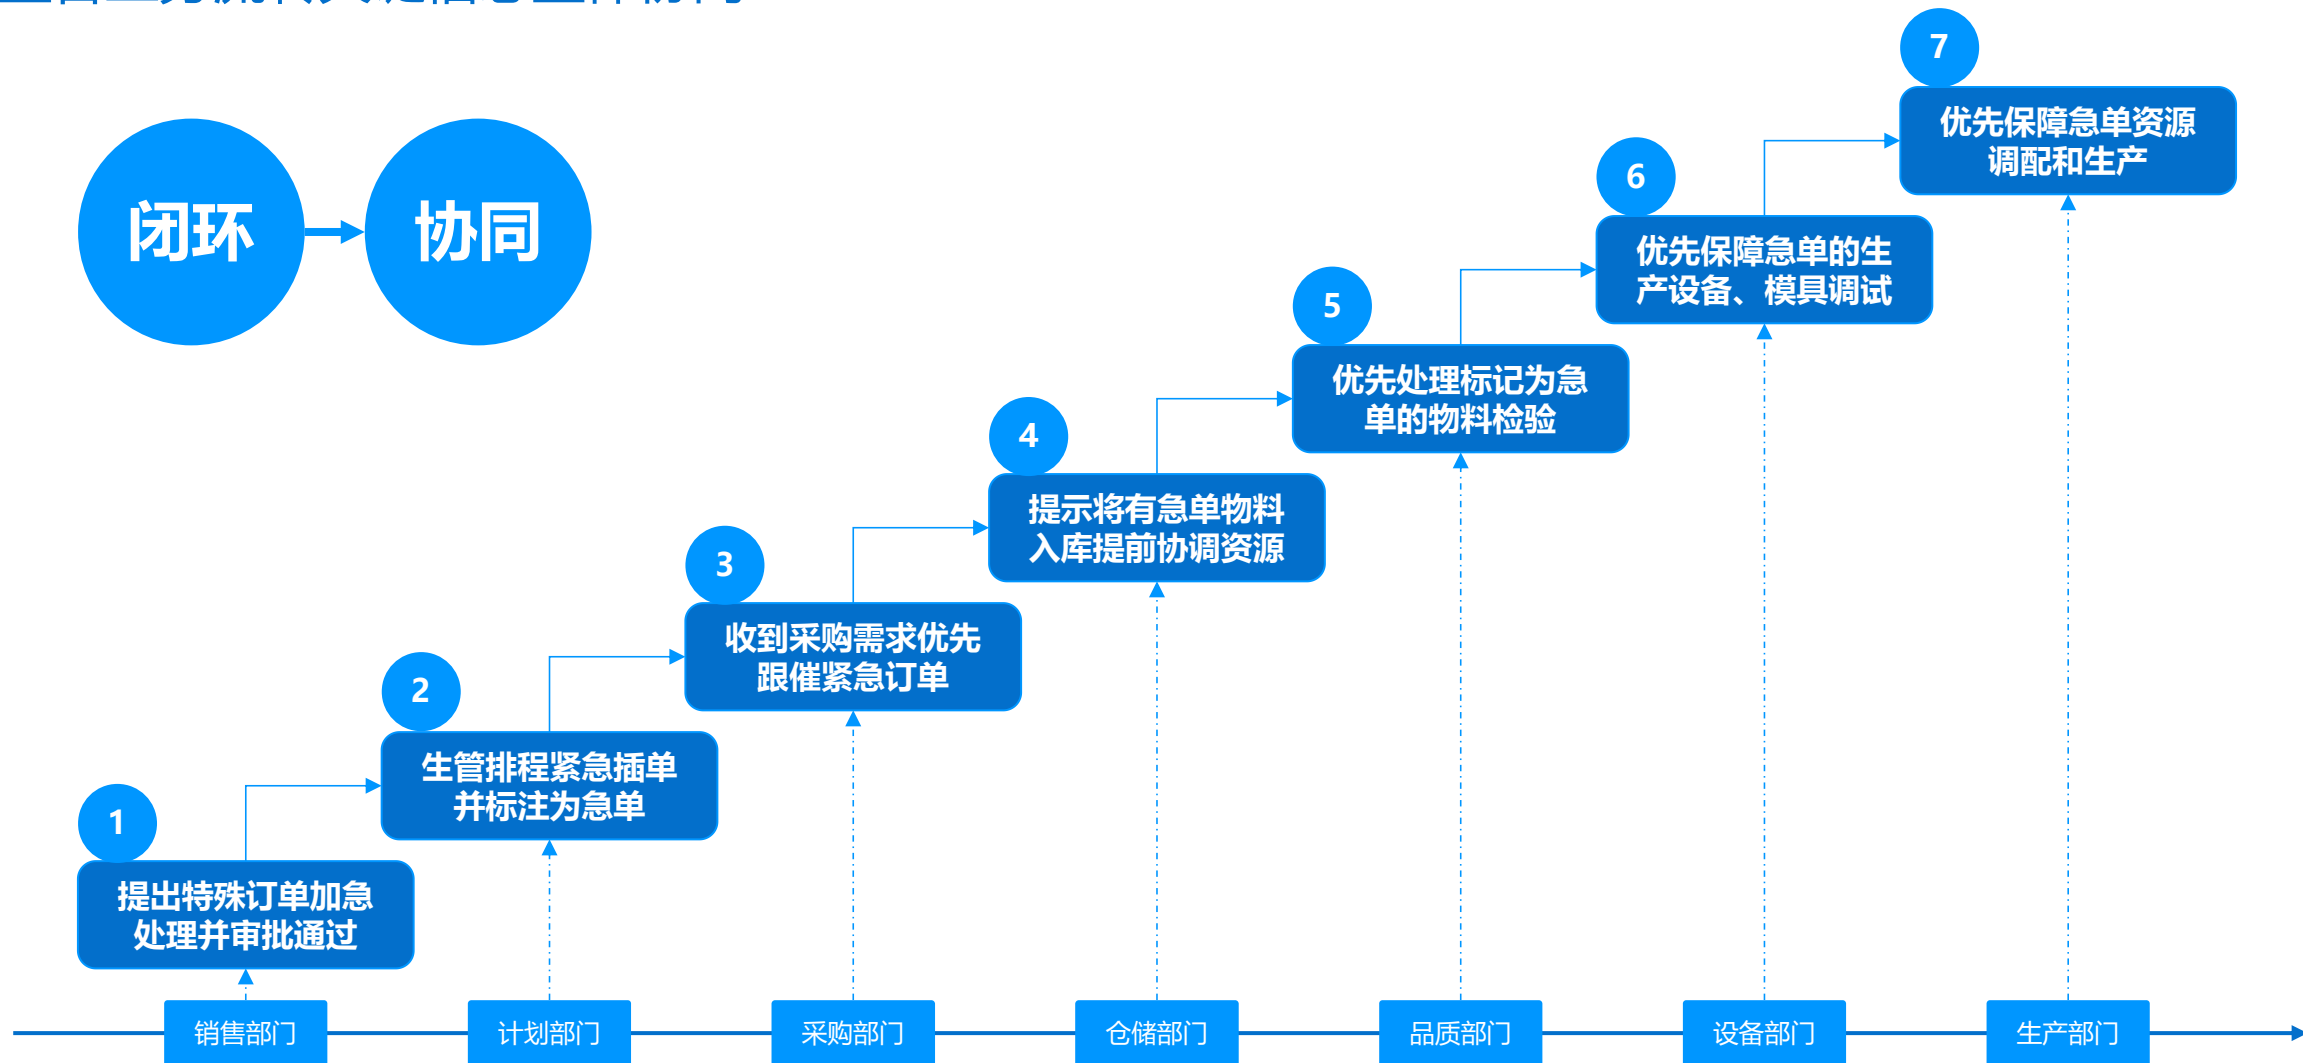 闭环
协同
7
优先保障急单资源
调配和生产
6
优先保障急单的生
产设备、模具调试
5
优先处理标记为急
单的物料检验
4
提示将有急单物料
入库提前协调资源
3
收到采购需求优先
跟催紧急订单
2
生管排程紧急插单
并标注为急单
1
提出特殊订单加急
处理并审批通过
销售部门
计划部门
采购部门
仓储部门
品质部门
设备部门
生产部门